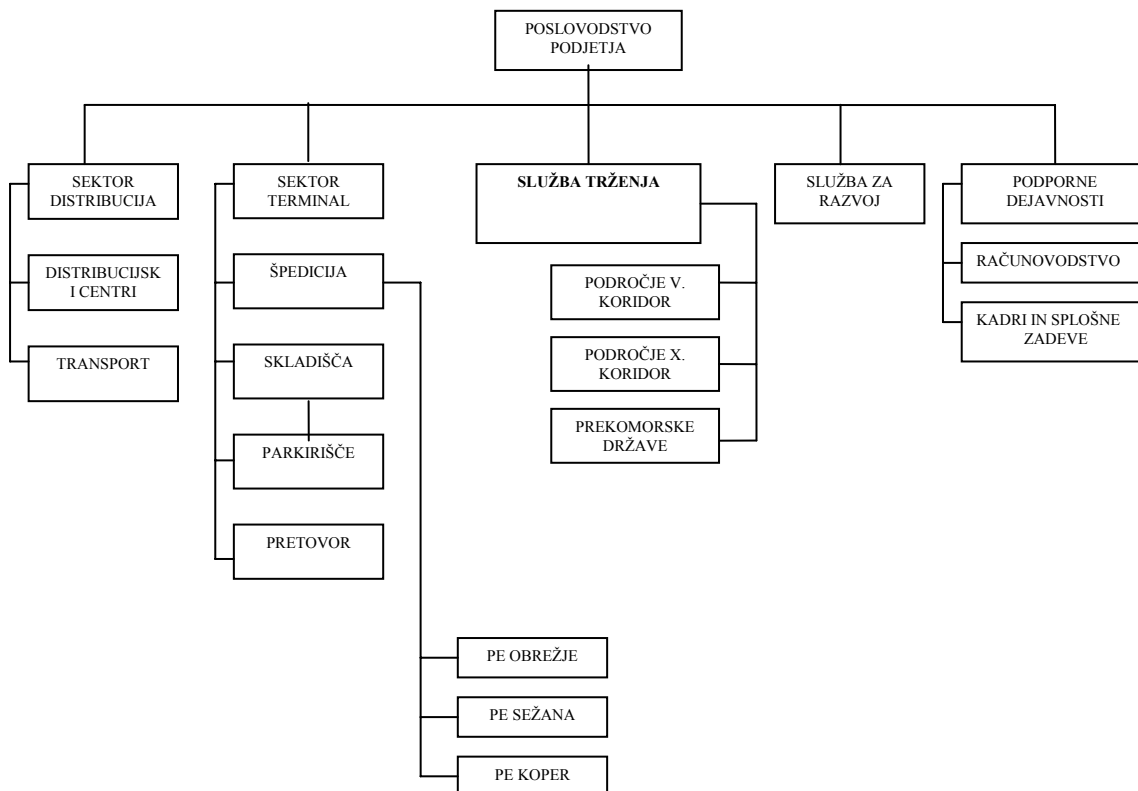 POSLOVODSTVO
PODJETJA
SEKTOR
DISTRIBUCIJA
SEKTOR
TERMINAL
SLUŽBA TRŽENJA
SLUŽBA ZA
RAZVOJ
PODPORNE
DEJAVNOSTI
DISTRIBUCIJSK
I CENTRI
ŠPEDICIJA
PODROČJE V.
KORIDOR
RAČUNOVODSTVO
TRANSPORT
SKLADIŠČA
PODROČJE X.
KORIDOR
KADRI IN SPLOŠNE
ZADEVE
PARKIRIŠČE
PREKOMORSKE
DRŽAVE
PRETOVOR
PE OBREŽJE
PE SEŽANA
PE KOPER